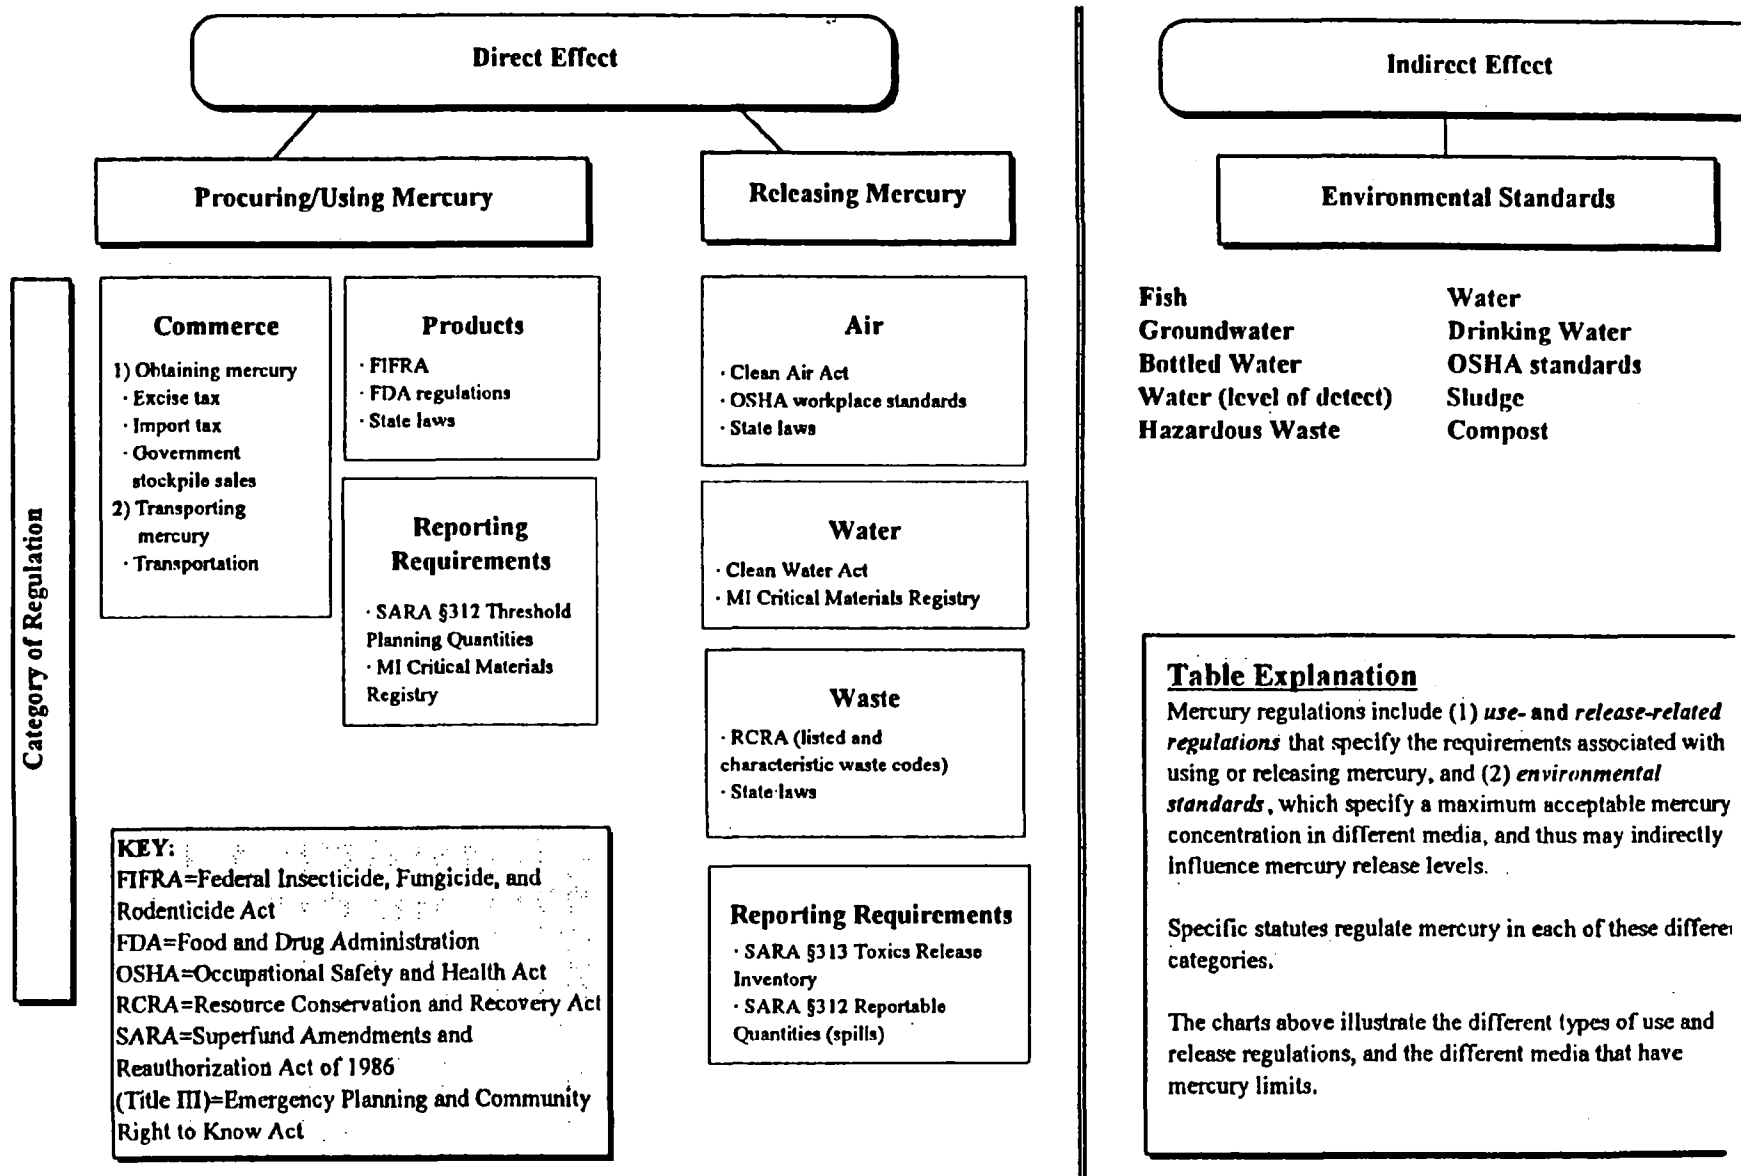 Direct Effect
Procuring/Using Mercury
Releasing Mercury
Category of Regulation
Commerce
1) Obtaining mercury
· Excise tax
· Import tax
· Government
stockpile sales
2) Transporting
mercury
· Transportation
Products
· FIFRA
· FDA regulations
· State laws
Reporting
Requirements
· SARA §312 Threshold
Planning Quantities
· MI Critical Materials
Registry
Air
· Clean Air Act
· OSHA workplace standards
· State laws
Water
· Clean Water Act
· MI Critical Materials Registry
Waste
· RCRA (listed and
characteristic waste codes)
· State laws
Reporting Requirements
· SARA §313 Toxics Release
Inventory
· SARA §312 Reportable
Quantities (spills)
KEY:
FIFRA=Federal Insecticide, Fungicide, and
Rodenticide Act
FDA=Food and Drug Administration
OSHA=Occupational Safety and Health Act
RCRA=Resource Conservation and Recovery Act
SARA=Superfund Amendments and
Reauthorization Act of 1986
(Title III)=Emergency Planning and Community
Right to Know Act
Indirect Effect
Environmental Standards
Fish
Groundwater
Bottled Water
Water (level of detect)
Hazardous Waste
Water
Drinking Water
OSHA standards
Sludge
Compost
Table Explanation
Mercury regulations include (1) use- and release-related
regulations that specify the requirements associated with
using or releasing mercury, and (2) environmental
standards, which specify a maximum acceptable mercury
concentration in different media, and thus may indirectly
influence mercury release levels.
Specific statutes regulate mercury in each of these
categories.
The charts above illustrate the different types of use and
release regulations, and the different media that have
mercury limits.